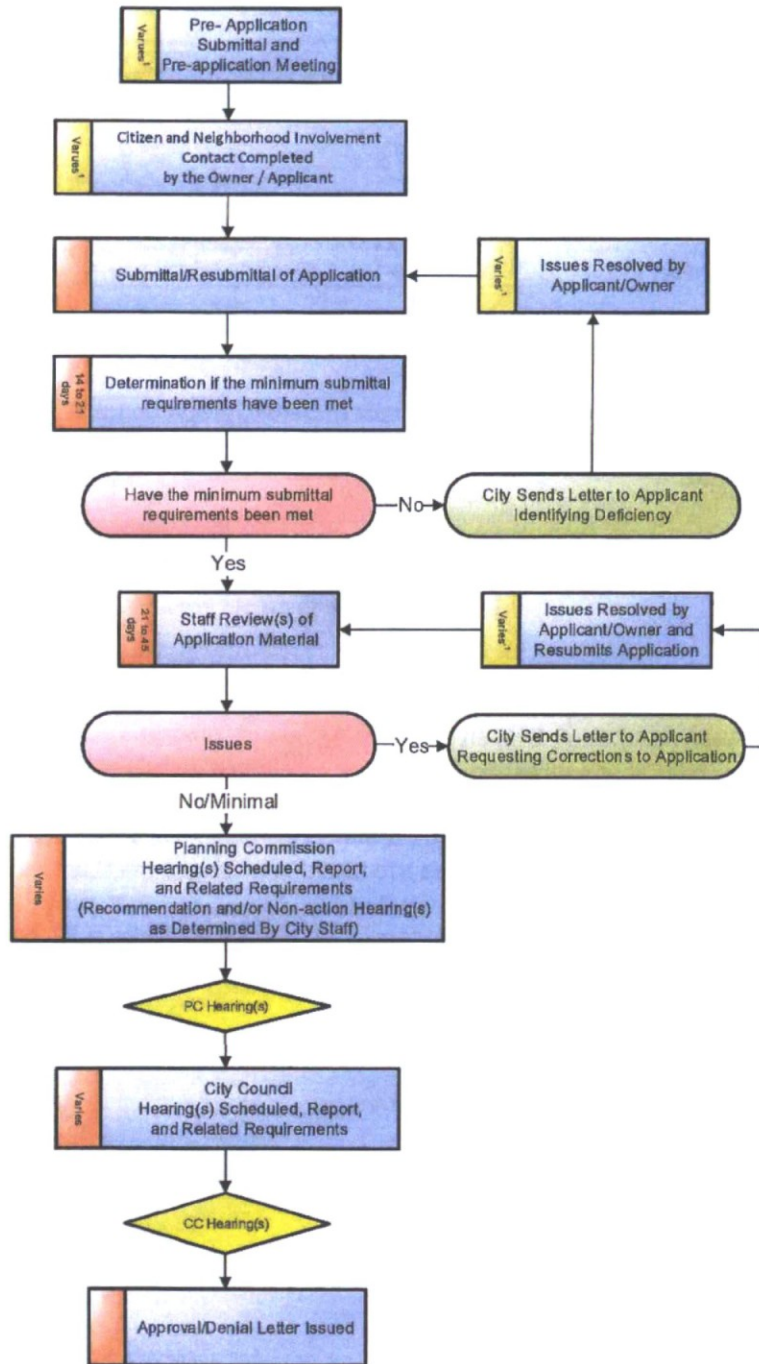 Pre- Application
Submittal and
Pre-application Meeting
Varues¹
Citizen and Neighborhood Involvement
Contact Completed
by the Owner / Applicant
Varues¹
Submittal/Resubmittal of Application
Issues Resolved by
Applicant/Owner
Varies¹
14 to 21
days
Determination if the minimum submittal
requirements have been met
Have the minimum submittal
requirements been met
No
City Sends Letter to Applicant
Identifying Deficiency
Yes
21 to 45
days
Staff Review(s) of
Application Material
Varies¹
Issues Resolved by
Applicant/Owner and
Resubmits Application
Issues
Yes
City Sends Letter to Applicant
Requesting Corrections to Application
No/Minimal
Varies
Planning Commission
Hearing(s) Scheduled, Report,
and Related Requirements
(Recommendation and/or Non-action Hearing(s)
as Determined By City Staff)
PC Hearing(s)
Varies
City Council
Hearing(s) Scheduled, Report,
and Related Requirements
CC Hearing(s)
Approval/Denial Letter Issued